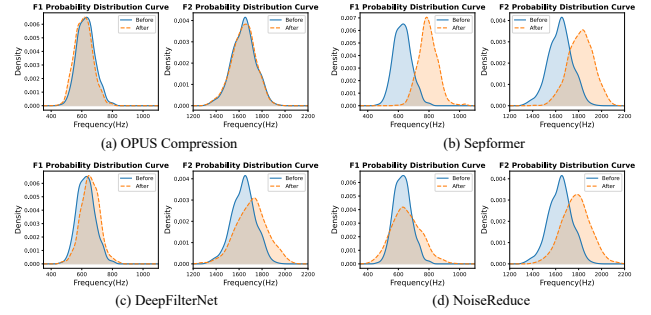 F1 Probability Distribution Curve
Density
0.006
0.005
0.004
0.003
0.002
0.001
0.000
Before
After
400 600 800 1000
Frequency(Hz)
F2 Probability Distribution Curve
Density
0.004
0.003
0.002
0.001
0.000
Before
After
1200 1400 1600 1800 2000 2200
Frequency(Hz)
(a) OPUS Compression
F1 Probability Distribution Curve
Density
0.007
0.006
0.005
0.004
0.003
0.002
0.001
0.000
Before
After
400 600 800 1000
Frequency(Hz)
F2 Probability Distribution Curve
Density
0.004
0.003
0.002
0.001
0.000
Before
After
1200 1400 1600 1800 2000 2200
Frequency(Hz)
(b) Sepformer
F1 Probability Distribution Curve
Density
0.006
0.005
0.004
0.003
0.002
0.001
0.000
Before
After
400 600 800 1000
Frequency(Hz)
F2 Probability Distribution Curve
Density
0.004
0.003
0.002
0.001
0.000
Before
After
1200 1400 1600 1800 2000 2200
Frequency(Hz)
(c) DeepFilterNet
F1 Probability Distribution Curve
Density
0.006
0.005
0.004
0.003
0.002
0.001
0.000
Before
After
400 600 800 1000
Frequency(Hz)
F2 Probability Distribution Curve
Density
0.004
0.003
0.002
0.001
0.000
Before
After
1200 1400 1600 1800 2000 2200
Frequency(Hz)
(d) NoiseReduce